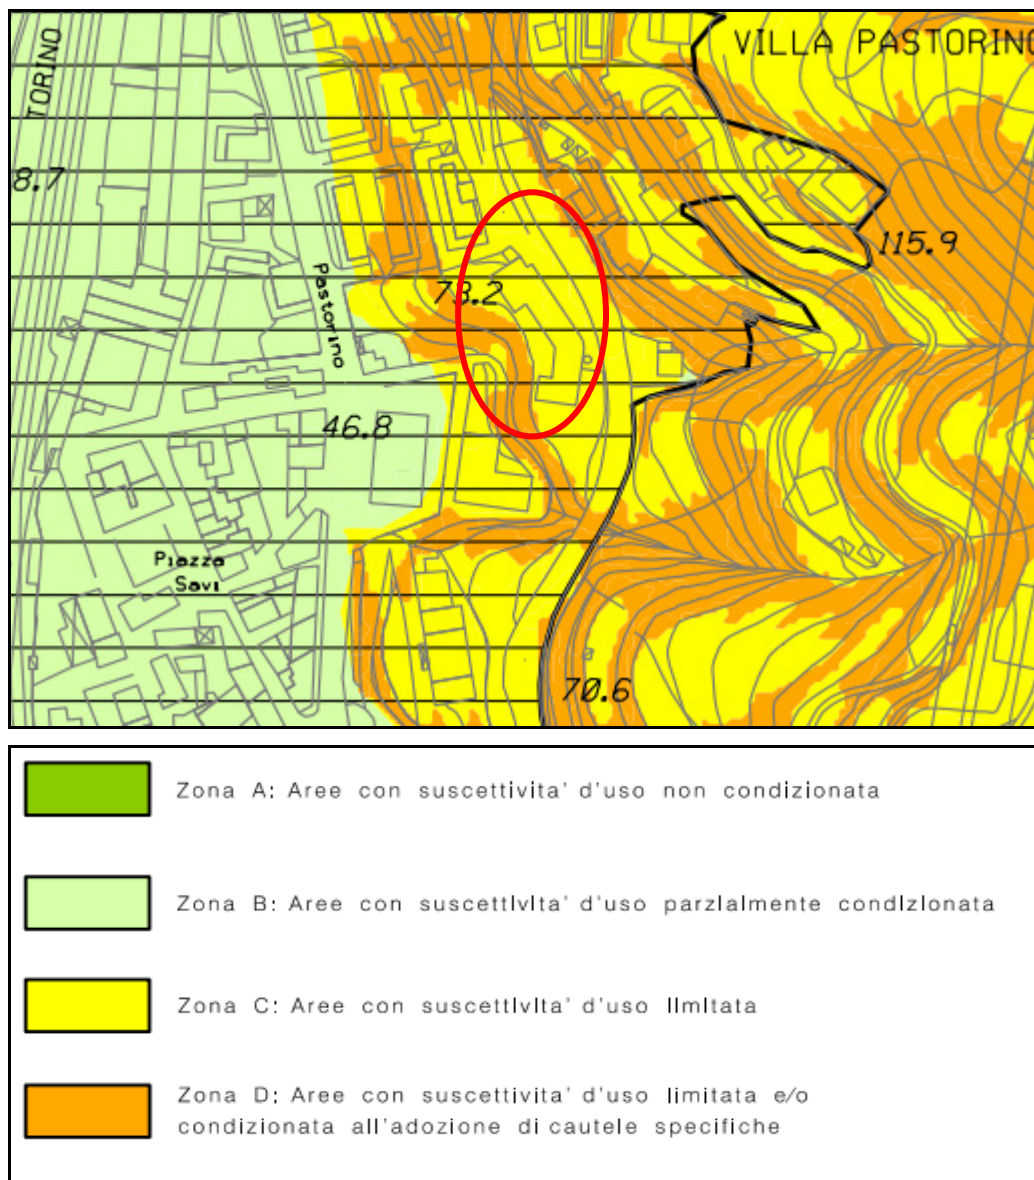 TORINO
VILLA PASTORINO
8.7
115.9
Pastorino
73.2
46.8
Piazza
Savi
70.6
Zona A: Aree con suscettivita' d'uso non condizionata
Zona B: Aree con suscettivita' d'uso parzialmente condizionata
Zona C: Aree con suscettivita' d'uso limitata
Zona D: Aree con suscettivita' d'uso limitata e/o
condizionata all'adozione di cautele specifiche